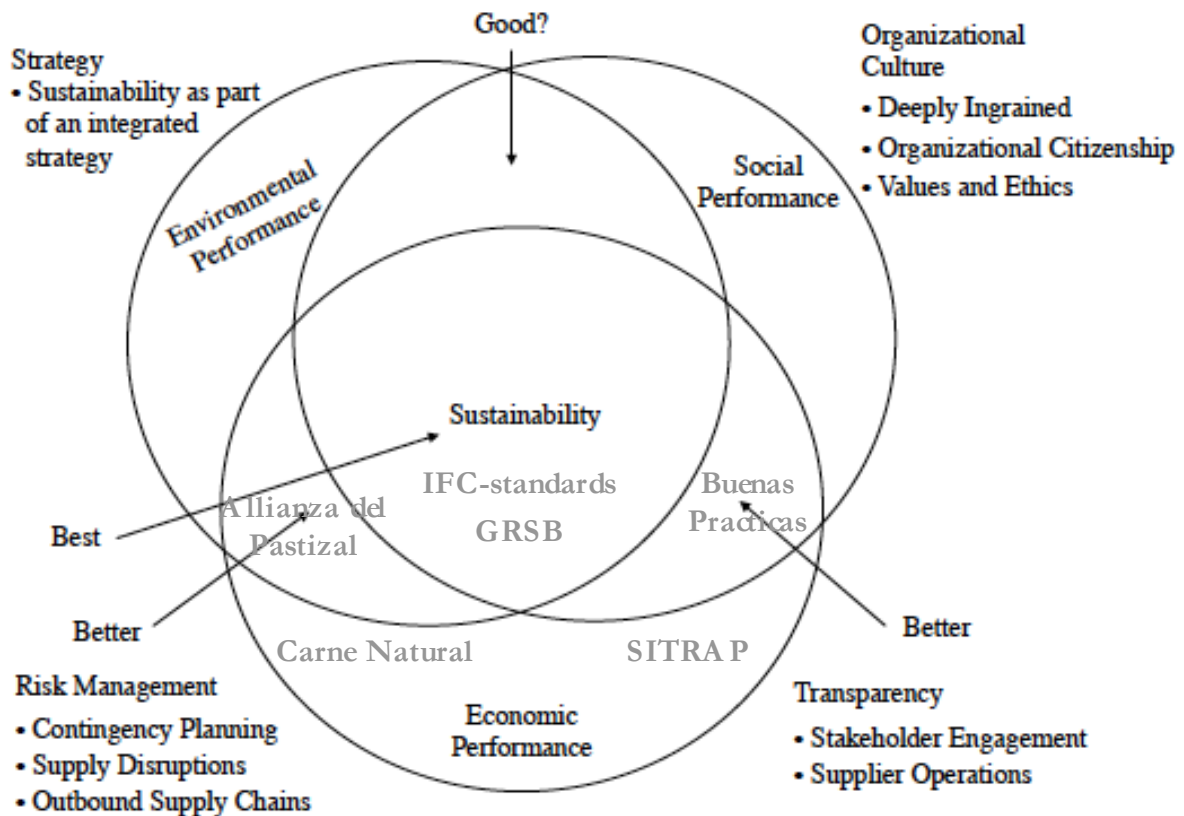 Good?
Strategy
• Sustainability as part
of an integrated
strategy
Organizational
Culture
• Deeply Ingrained
• Organizational Citizenship
• Values and Ethics
Environmental
Performance
Social
Performance
Sustainability
IFC-standards
GRSB
Allianza del
Pastizal
Buenas
Practicas
Best
Better
Better
Carne Natural
SITRAP
Risk Management
• Contingency Planning
• Supply Disruptions
• Outbound Supply Chains
Economic
Performance
Transparency
• Stakeholder Engagement
• Supplier Operations